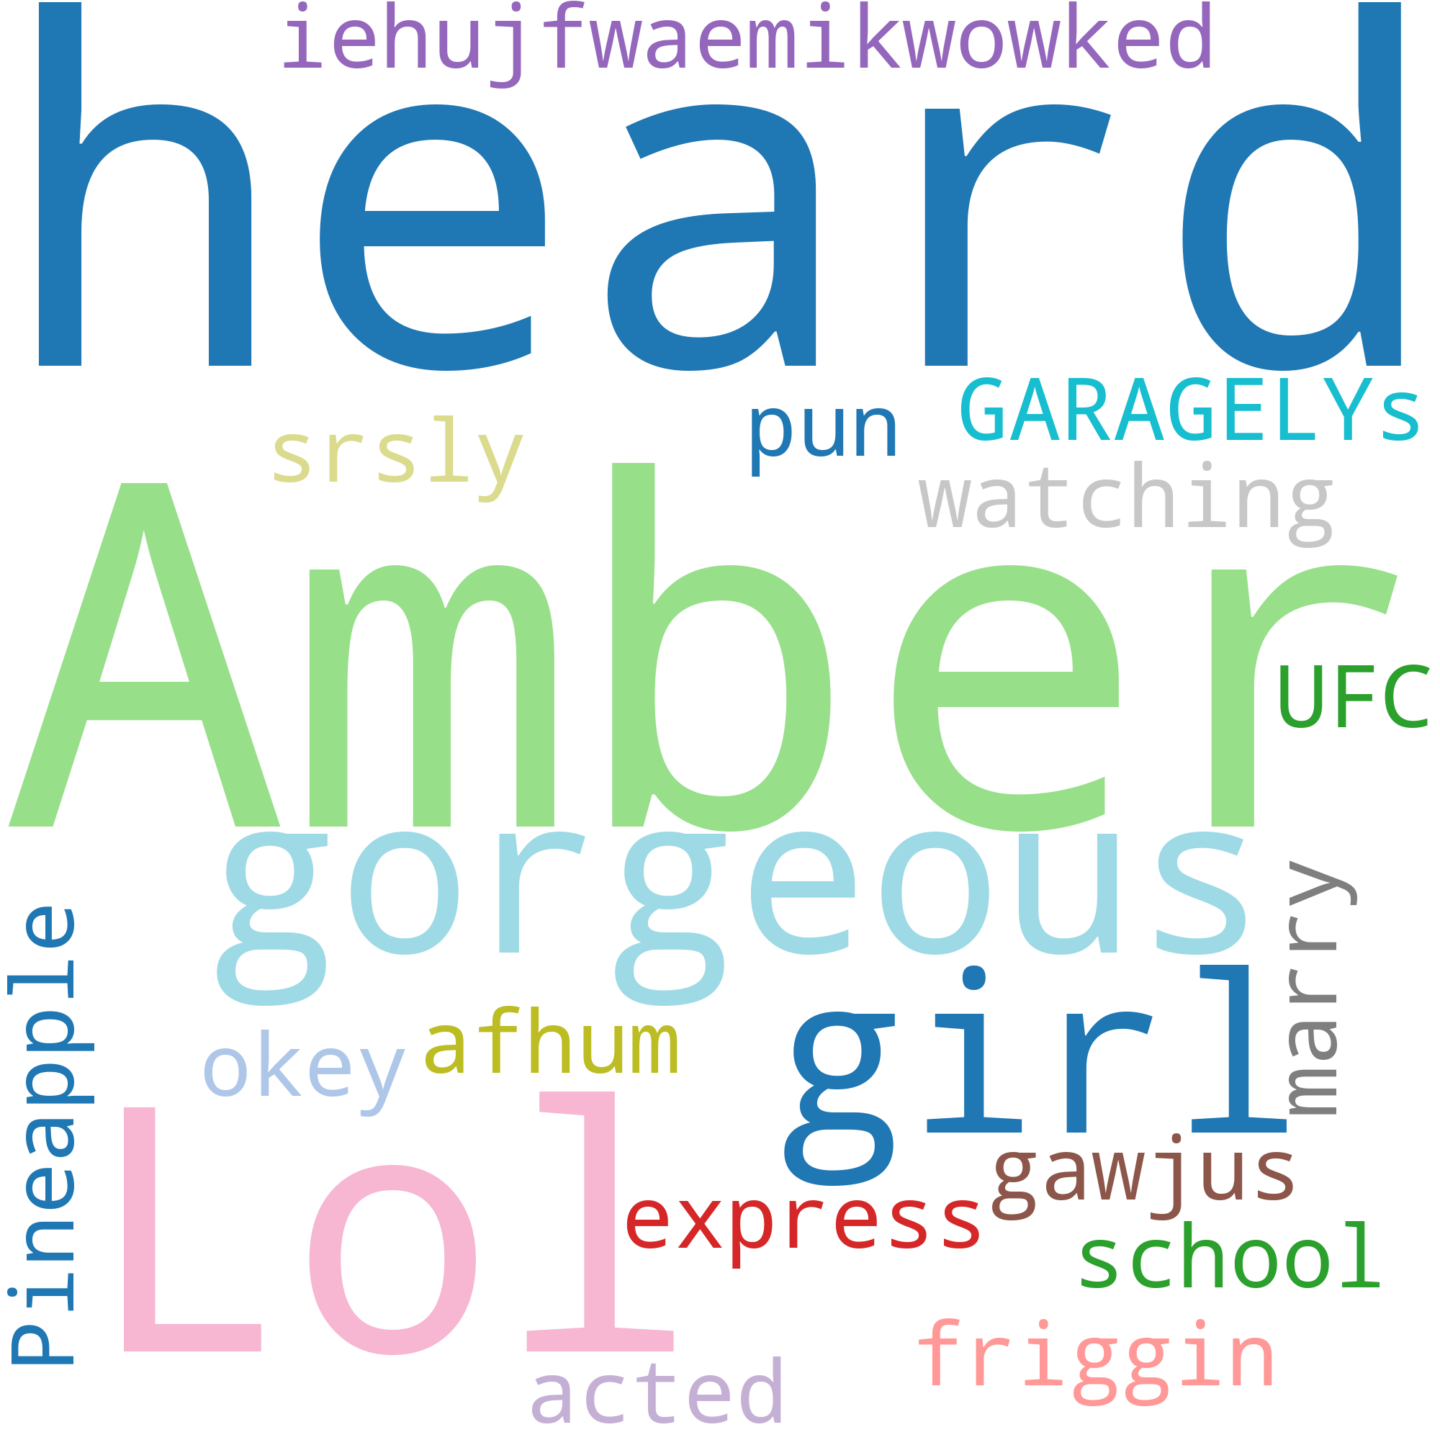 iehujfwaemikwowked
heard
GARAGELYs
pun
srsly
watching
Amber
UFC
gorgeous
marry
Pineapple
girl
afhum
okey
Lol
gawjus
express
school
friggin
acted